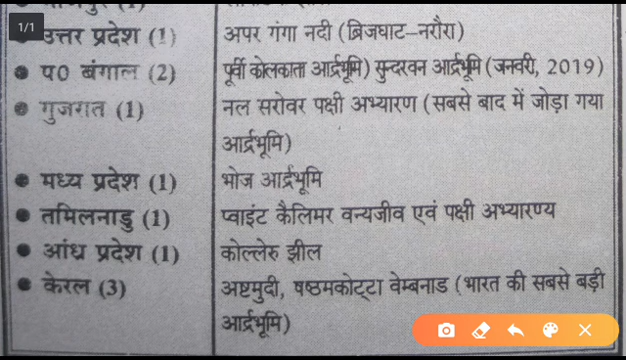 1/1
उत्तर प्रदेश (1) अपर गंगा नदी (ब्रिजघाट–नरौरा)
● प0 बंगाल (2) पूर्वी कोलकाता आर्द्रभूमि) सुन्दरवन आर्द्रभूमि (जनवरी, 2019)
● गुजरात (1) नल सरोवर पक्षी अभ्यारण (सबसे बाद में जोड़ा गया
आर्द्रभूमि)
● मध्य प्रदेश (1) भोज आर्द्रभूमि
● तमिलनाडु (1) प्वाइंट कैलिमर वन्यजीव एवं पक्षी अभ्यारण्य
● आंध्र प्रदेश (1) कोल्लेरु झील
● केरल (3) अष्टमुदी, षष्ठमकोट्टा वेम्बनाड (भारत की सबसे बड़ी
आर्द्रभूमि)